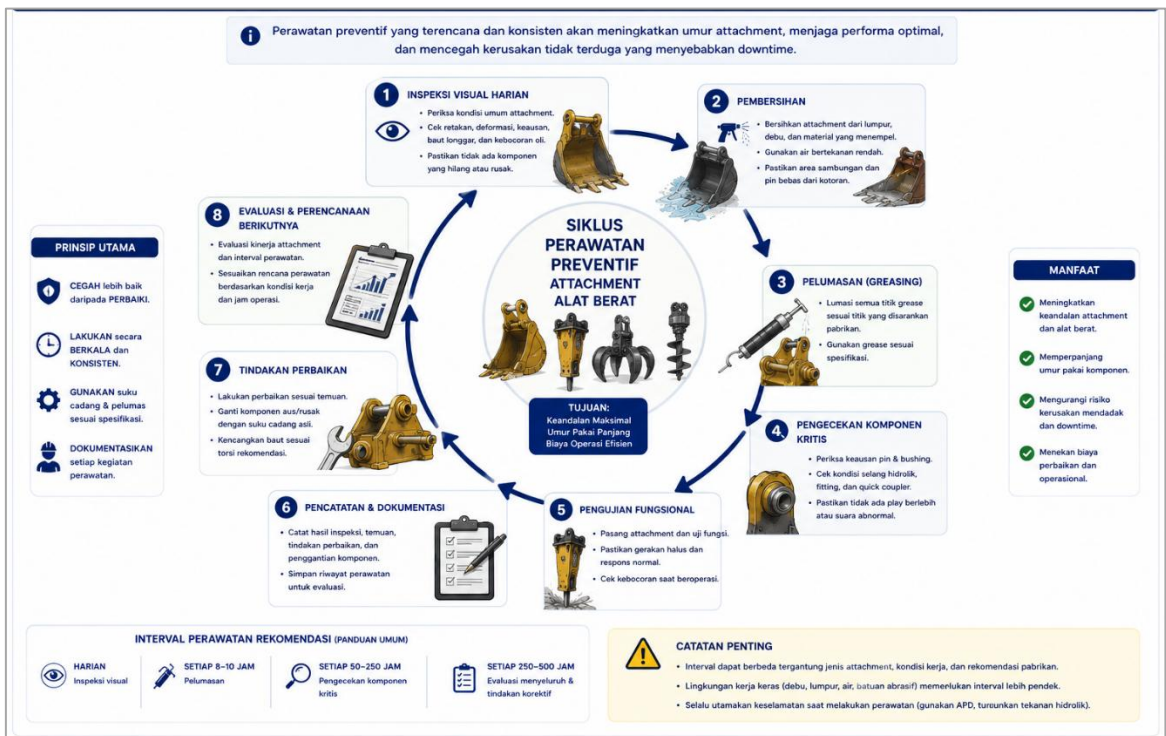 Perawatan preventif yang terencana dan konsisten akan meningkatkan umur attachment, menjaga performa optimal,
dan mencegah kerusakan tidak terduga yang menyebabkan downtime.
1 INSPEKSI VISUAL HARIAN
• Periksa kondisi umum attachment.
• Cek retakan, deformasi, keausan,
baut longgar, dan kebocoran oli.
• Pastikan tidak ada komponen
yang hilang atau rusak.
2 PEMBERSIHAN
• Bersihkan attachment dari lumpur,
debu, dan material yang menempel.
• Gunakan air bertekanan rendah.
• Pastikan area sambungan dan
pin bebas dari kotoran.
3 PELUMASAN (GREASING)
• Lumasi semua titik grease
sesuai titik yang disarankan
pabrikan.
• Gunakan grease sesuai
spesifikasi.
4 PENGECEKAN KOMPONEN
KRITIS
• Periksa keausan pin & bushing.
• Cek kondisi selang hidrolik,
fitting, dan quick coupler.
• Pastikan tidak ada play berlebih
atau suara abnormal.
5 PENGUJIAN FUNGSIONAL
• Pasang attachment dan uji fungsi.
• Pastikan gerakan halus dan
respons normal.
• Cek kebocoran saat beroperasi.
6 PENCATATAN & DOKUMENTASI
• Catat hasil inspeksi, temuan,
tindakan perbaikan, dan
penggantian komponen.
• Simpan riwayat perawatan
untuk evaluasi.
7 TINDAKAN PERBAIKAN
• Lakukan perbaikan sesuai temuan.
• Ganti komponen aus/rusak
dengan suku cadang asli.
• Kencangkan baut sesuai
torsi rekomendasi.
8 EVALUASI & PERENCANAAN
BERIKUTNYA
• Evaluasi kinerja attachment
dan interval perawatan.
• Sesuaikan rencana perawatan
berdasarkan kondisi kerja
dan jam operasi.
SIKLUS
PERAWATAN
PREVENTIF
ATTACHMENT
ALAT BERAT
TUJUAN:
Keandalan Maksimal
Umur Pakai Panjang
Biaya Operasi Efisien
PRINSIP UTAMA
CEGAH lebih baik
daripada PERBAIKI.
LAKUKAN secara
BERKALA dan
KONSISTEN.
GUNAKAN suku
cadang & pelumas
sesuai spesifikasi.
DOKUMENTASIKAN
setiap kegiatan
perawatan.
MANFAAT
Meningkatkan
keandalan attachment
dan alat berat.
Memperpanjang
umur pakai komponen.
Mengurangi risiko
kerusakan mendadak
dan downtime.
Menekan biaya
perbaikan dan
operasional.
INTERVAL PERAWATAN REKOMENDASI (PANDUAN UMUM)
HARIAN
Inspeksi visual
SETIAP 8–10 JAM
Pelumasan
SETIAP 50–250 JAM
Pengecekan komponen
kritis
SETIAP 250–500 JAM
Evaluasi menyeluruh &
tindakan korektif
CATATAN PENTING
• Interval dapat berbeda tergantung jenis attachment, kondisi kerja, dan rekomendasi pabrikan.
• Lingkungan kerja keras (debu, lumpur, air, batuan abrasif) memerlukan interval lebih pendek.
• Selalu utamakan keselamatan saat melakukan perawatan (gunakan APD, turunkan tekanan hidrolik).